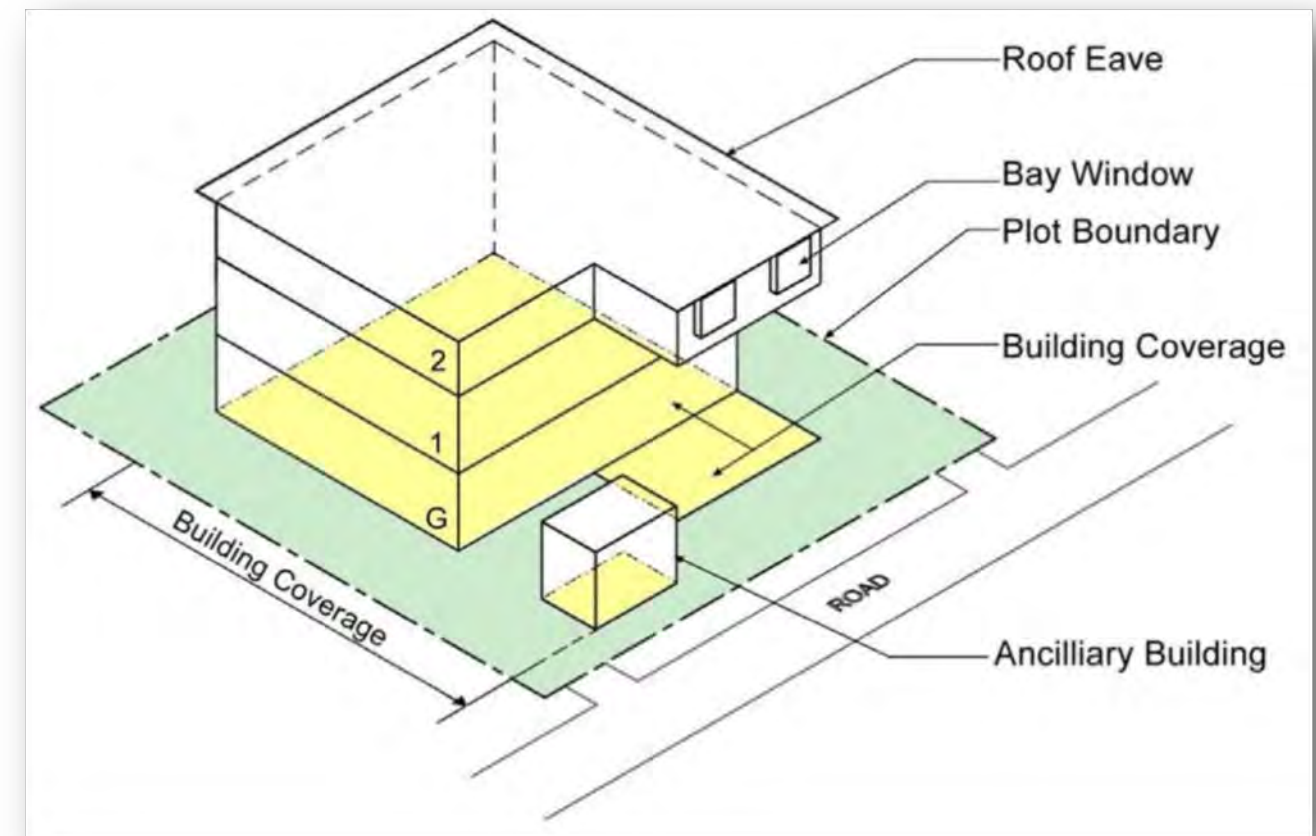 Roof Eave
Bay Window
Plot Boundary
Building Coverage
2
1
G
Building Coverage
ROAD
Ancilliary Building